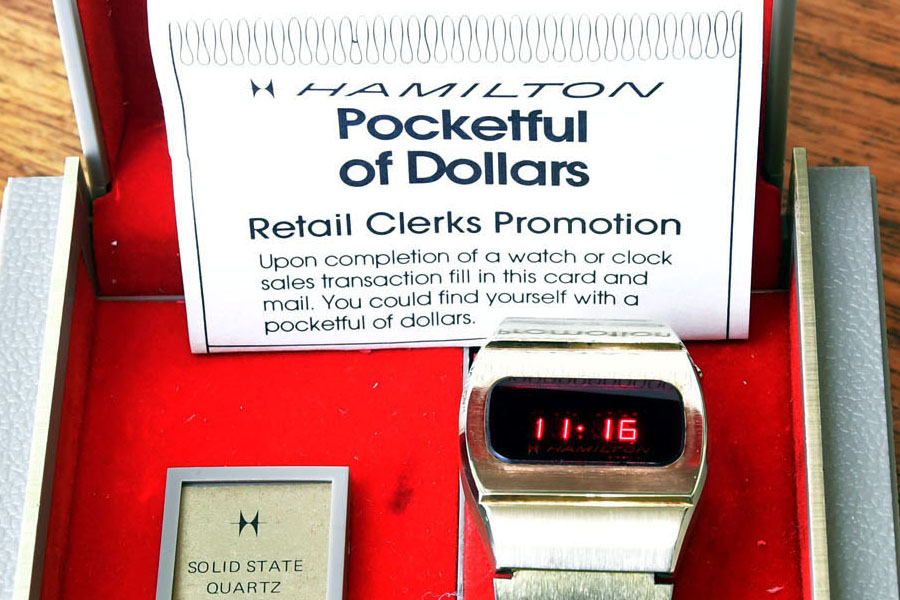 HAMILTON
Pocketful
of Dollars
Retail Clerks Promotion
Upon completion of a watch or clock
sales transaction fill in this card and
mail. You could find yourself with a
pocketful of dollars.
11:16
HAMILTON
SOLID STATE
QUARTZ